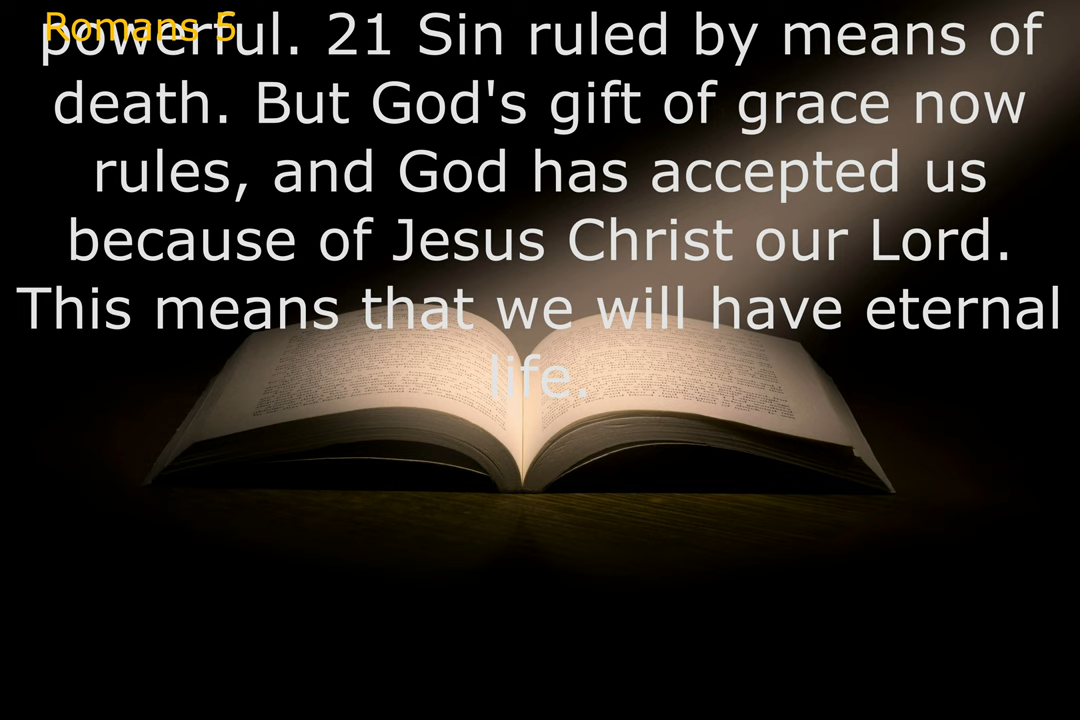 Romans 5
powerful. 21 Sin ruled by means of
death. But God's gift of grace now
rules, and God has accepted us
because of Jesus Christ our Lord.
This means that we will have eternal
life.